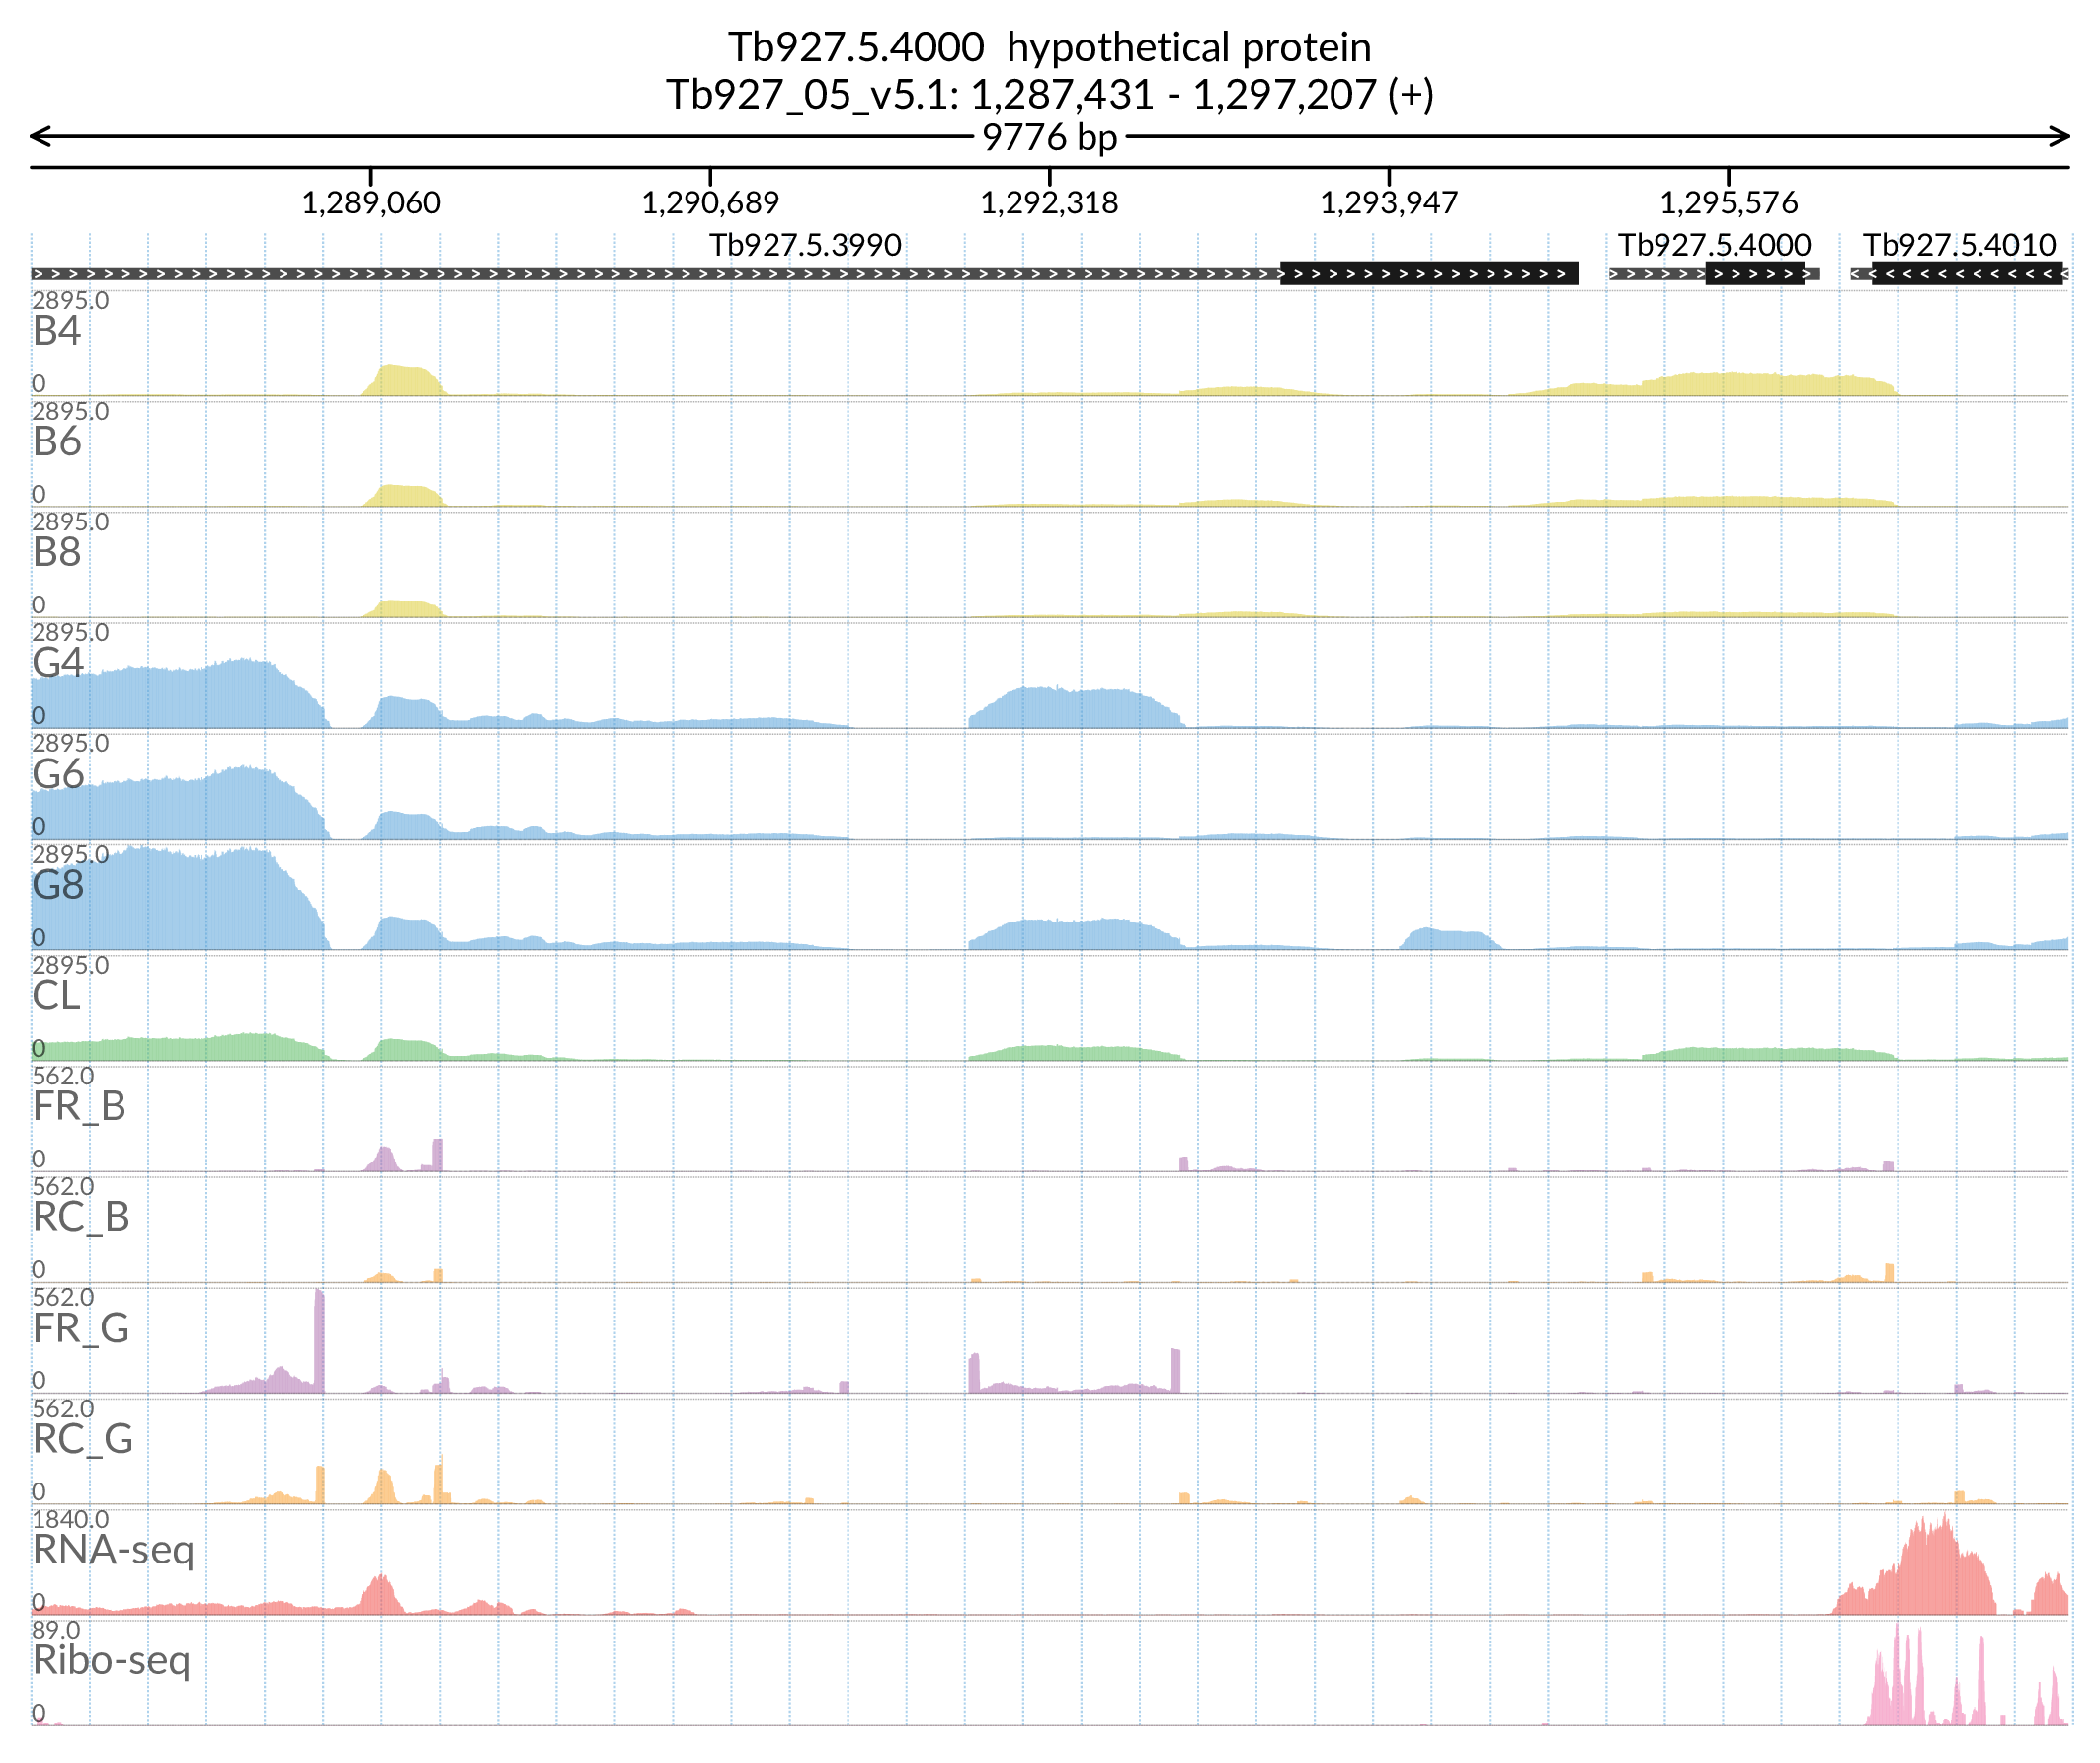 Tb927.5.4000 hypothetical protein
Tb927_05_v5.1: 1,287,431 - 1,297,207 (+)
9776 bp
1,289,060 1,290,689 1,292,318 1,293,947 1,295,576
Tb927.5.3990 Tb927.5.4000 Tb927.5.4010
2895.0
B4
0
2895.0
B6
0
2895.0
B8
0
2895.0
G4
0
2895.0
G6
0
2895.0
G8
0
2895.0
CL
0
562.0
FR_B
0
562.0
RC_B
0
562.0
FR_G
0
562.0
RC_G
0
1840.0
RNA-seq
0
89.0
Ribo-seq
0